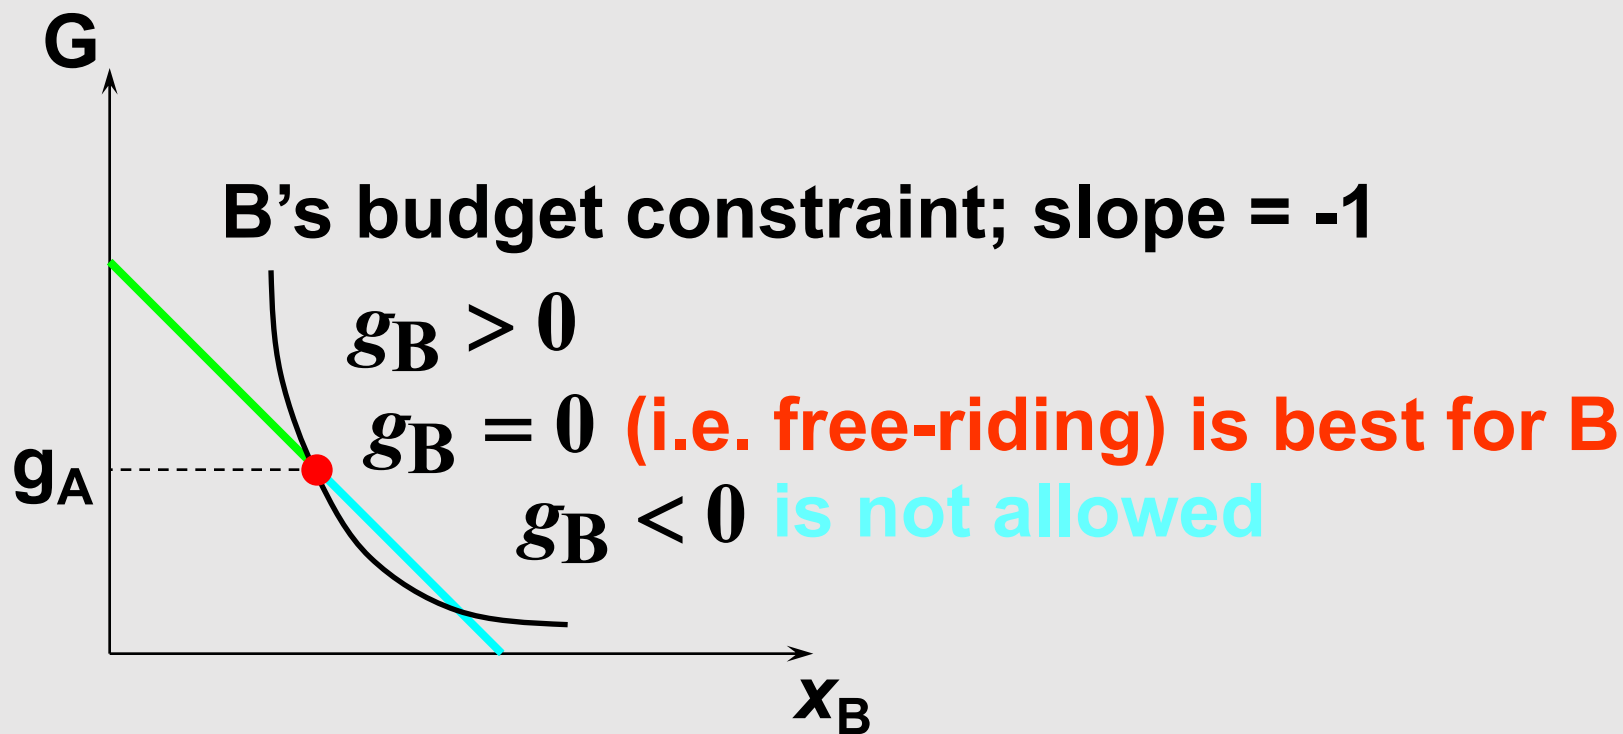 G
B’s budget constraint; slope = -1
gB > 0
gB = 0 (i.e. free-riding) is best for B
gA
gB < 0 is not allowed
xB